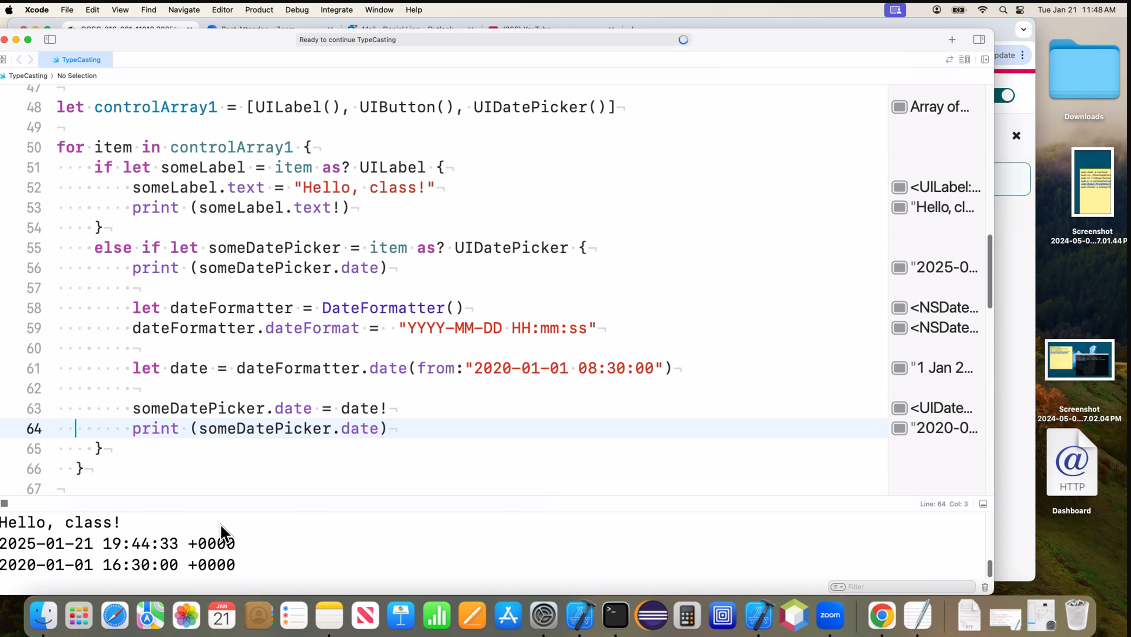 Xcode File Edit View Find Navigate Editor Product Debug Integrate Window Help Tue Jan 21 11:48 AM
Ready to continue TypeCasting
TypeCasting
TypeCasting 〉 No Selection
47
48 let controlArray1 = [UILabel(), UIButton(), UIDatePicker()] Array of...
49
50 for item in controlArray1 {
51 if let someLabel = item as? UILabel {
52 someLabel.text = "Hello, class!" <UILabel:...
53 print (someLabel.text!) "Hello, cl...
54 }
55 else if let someDatePicker = item as? UIDatePicker {
56 print (someDatePicker.date) "2025-0...
57
58 let dateFormatter = DateFormatter() <NSDate...
59 dateFormatter.dateFormat = "YYYY-MM-DD HH:mm:ss" <NSDate...
60
61 let date = dateFormatter.date(from:"2020-01-01 08:30:00") "1 Jan 2...
62
63 someDatePicker.date = date! <UIDate...
64 print (someDatePicker.date) "2020-0...
65 }
66 }
67
Line: 64 Col: 3
Hello, class!
2025-01-21 19:44:33 +0000
2020-01-01 16:30:00 +0000
Filter
update
Downloads
Screenshot
2024-05-0...7.01.44 P
Screenshot
2024-05-0...7.02.04 PM
HTTP
Dashboard
JAN
21
zoom